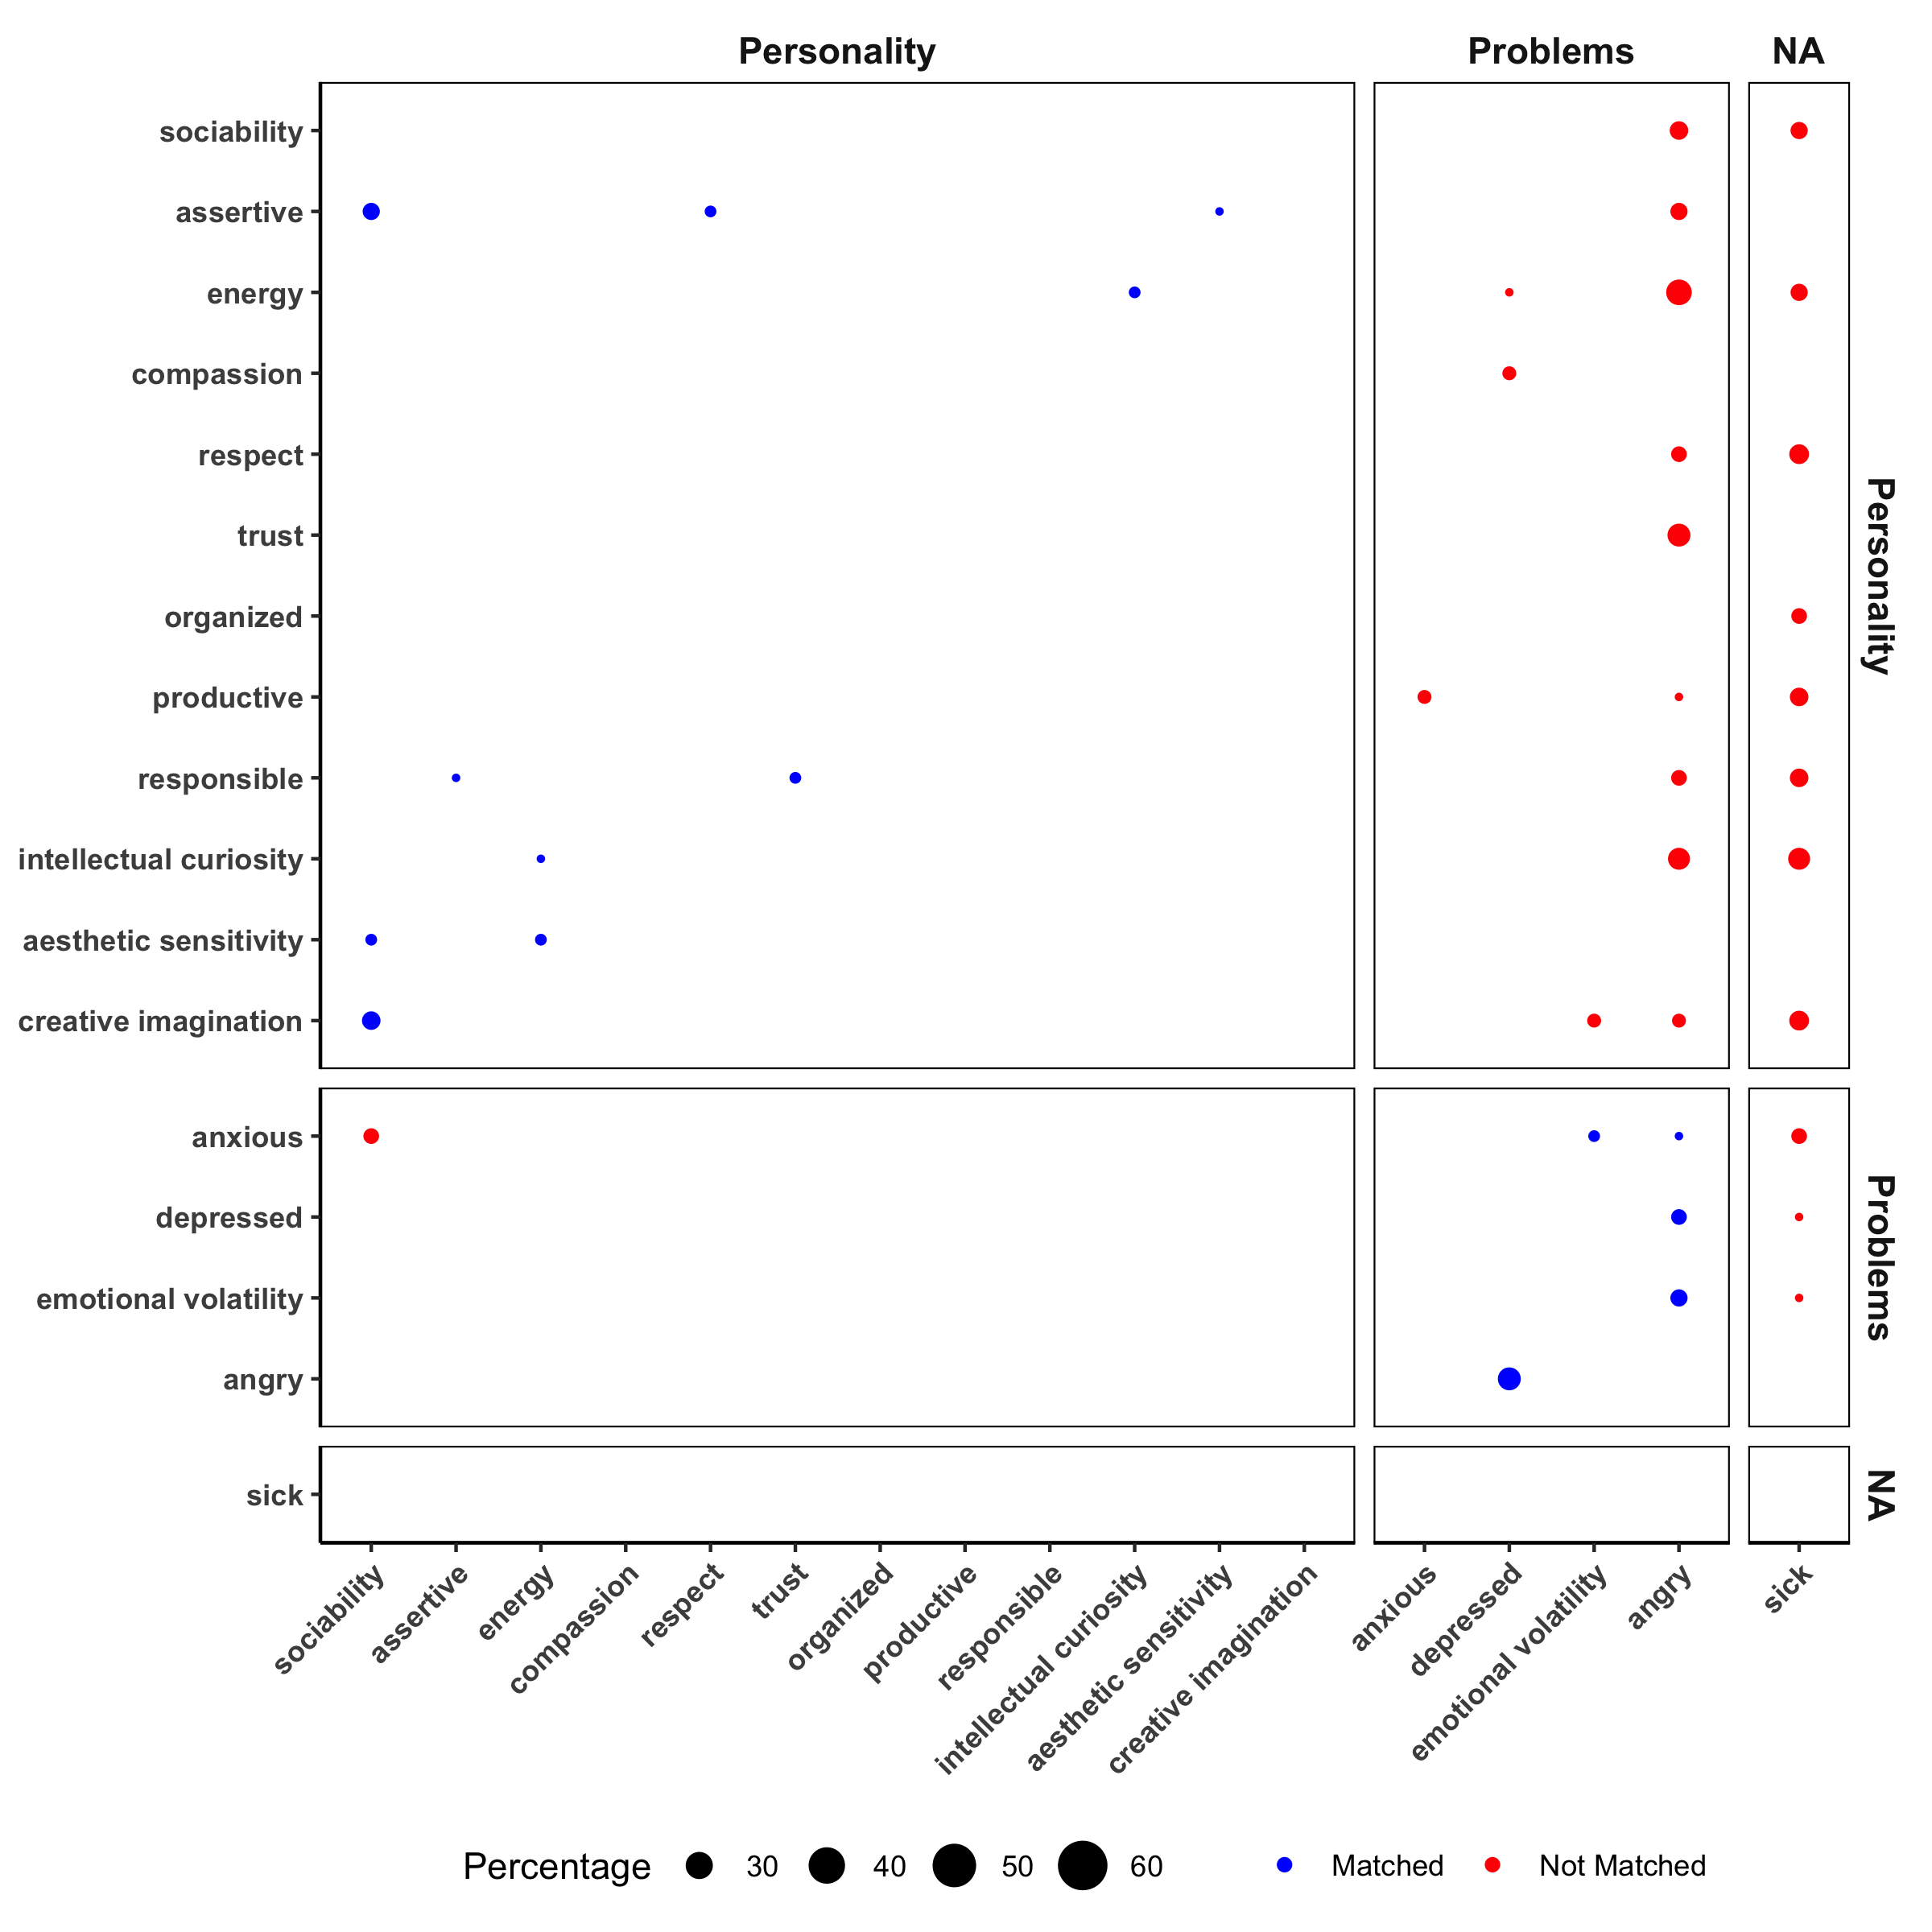 Personality Problems NA
sociability
assertive
energy
compassion
respect
trust
organized
productive
responsible
intellectual curiosity
aesthetic sensitivity
creative imagination
Personality
anxious
depressed
emotional volatility
angry
Problems
sick
NA
sociability
assertive
energy
compassion
respect
trust
organized
productive
responsible
intellectual curiosity
aesthetic sensitivity
creative imagination
anxious
depressed
emotional volatility
angry
sick
Percentage 30 40 50 60 Matched Not Matched